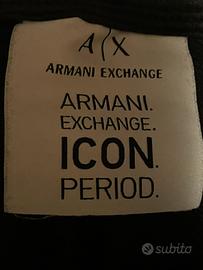 A/X
ARMANI EXCHANGE
ARMANI.
EXCHANGE.
ICON.
PERIOD.
subito